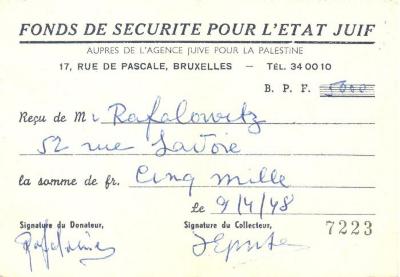 FONDS DE SECURITE POUR L'ETAT JUIF
AUPRES DE L'AGENCE JUIVE POUR LA PALESTINE
17, RUE DE PASCALE, BRUXELLES — TÉL. 34 00 10
B. P. F. 5000
Reçu de Mr Rafalowitz
52 rue Savoie
la somme de fr. Cinq mille
le 9/4/48
Signature du Donateur, Signature du Collecteur,
7223